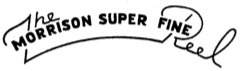 The
MORRISON SUPER FINE
Reel